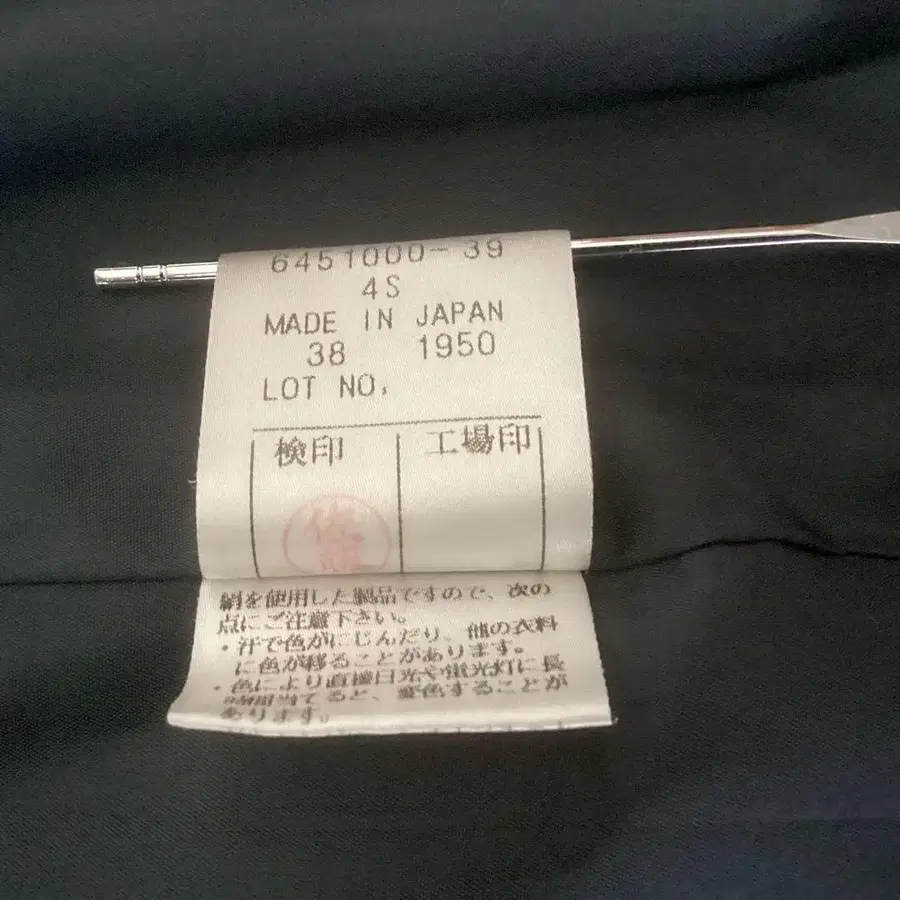 6451000-39
4S
MADE IN JAPAN
38 1950
LOT NO.
検印 工場印
絹を使用した製品ですので、次の
点にご注意下さい。
・汗で色がにじんだり、他の衣料
に色が移ることがあります。
・色により直接日光や蛍光灯に長
時間当てると、変色することが
あります。